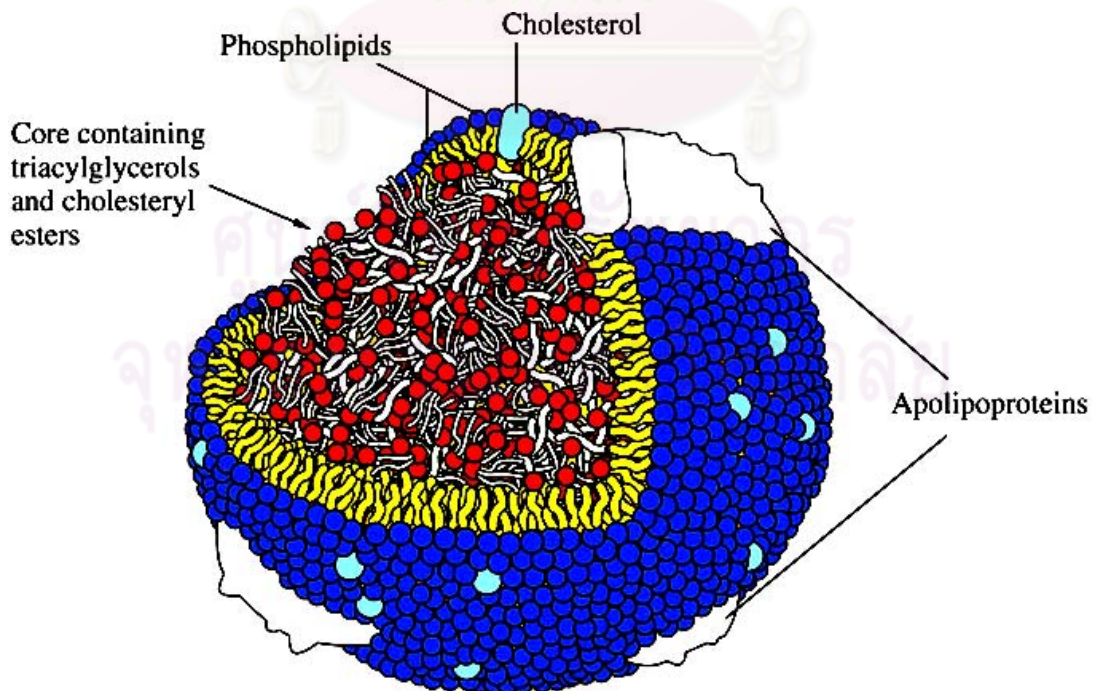 Cholesterol
Phospholipids
Core containing
triacylglycerols
and cholesteryl
esters
Apolipoproteins